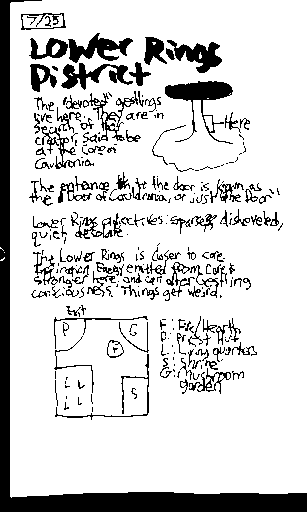 7/25
Lower Rings
District
The "devoted" gestlings
live here. They are in
search of their
creator, said to be
at the core of
Cauldronia.
Here
The entrance to the door is known as
the "Door of Cauldronia, or just "the Door"
Lower Rings adjectives: sparse, disheveled,
quiet, desolate.
The Lower Rings is closer to core
Inspiration. Energy emitted from Core is
stronger here, and can alter Gestling
consciousness. Things get weird.
Exit
P G
F
L L
L L
S
F: Fire/Hearth
P: Priest Hut
L: Living quarters
S: Shrine
G: Mushroom
garden